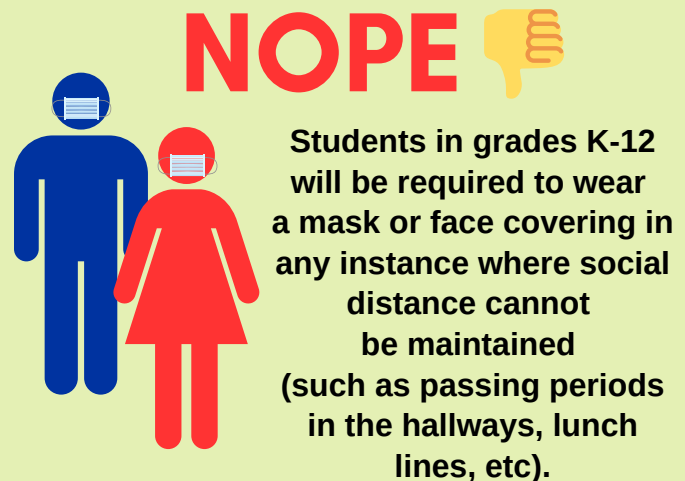 NOPE
Students in grades K-12
will be required to wear
a mask or face covering in
any instance where social
distance cannot
be maintained
(such as passing periods
in the hallways, lunch
lines, etc).